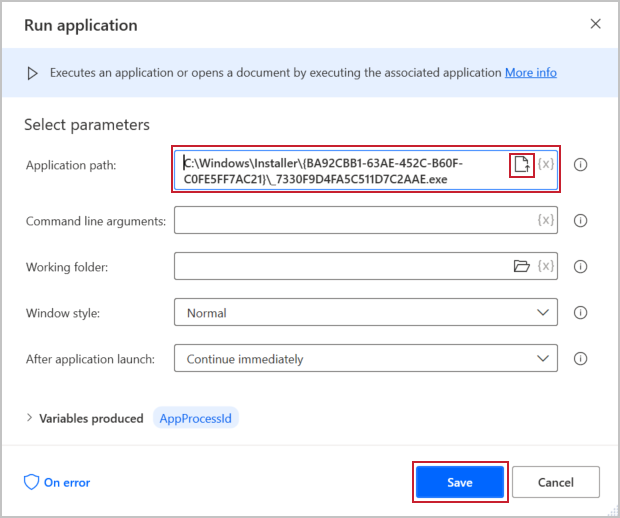 Run application
Executes an application or opens a document by executing the associated application More info
Select parameters
Application path:
C:\Windows\Installer\{BA92CBB1-63AE-452C-B60F-
C0FE5FF7AC21}\_7330F9D4FA5C511D7C2AAE.exe
{x}
Command line arguments:
{x}
Working folder:
{x}
Window style:
Normal
After application launch:
Continue immediately
Variables produced AppProcessId
On error
Save
Cancel